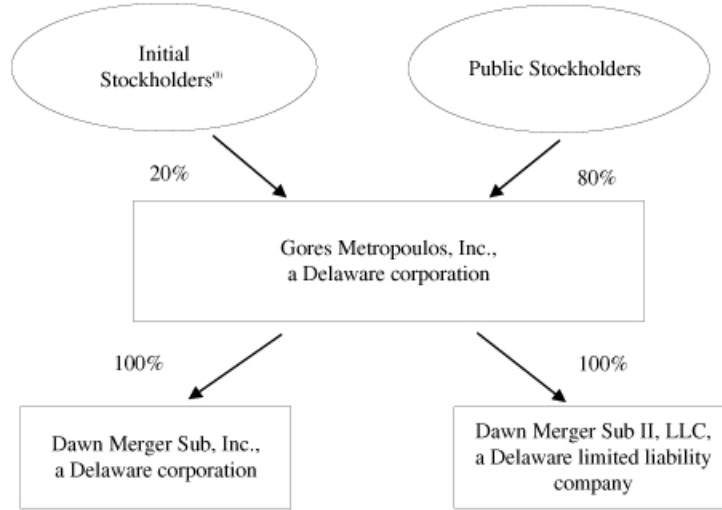 Initial
Stockholders⁽¹⁾
Public Stockholders
20%
80%
Gores Metropoulos, Inc.,
a Delaware corporation
100%
100%
Dawn Merger Sub, Inc.,
a Delaware corporation
Dawn Merger Sub II, LLC,
a Delaware limited liability
company